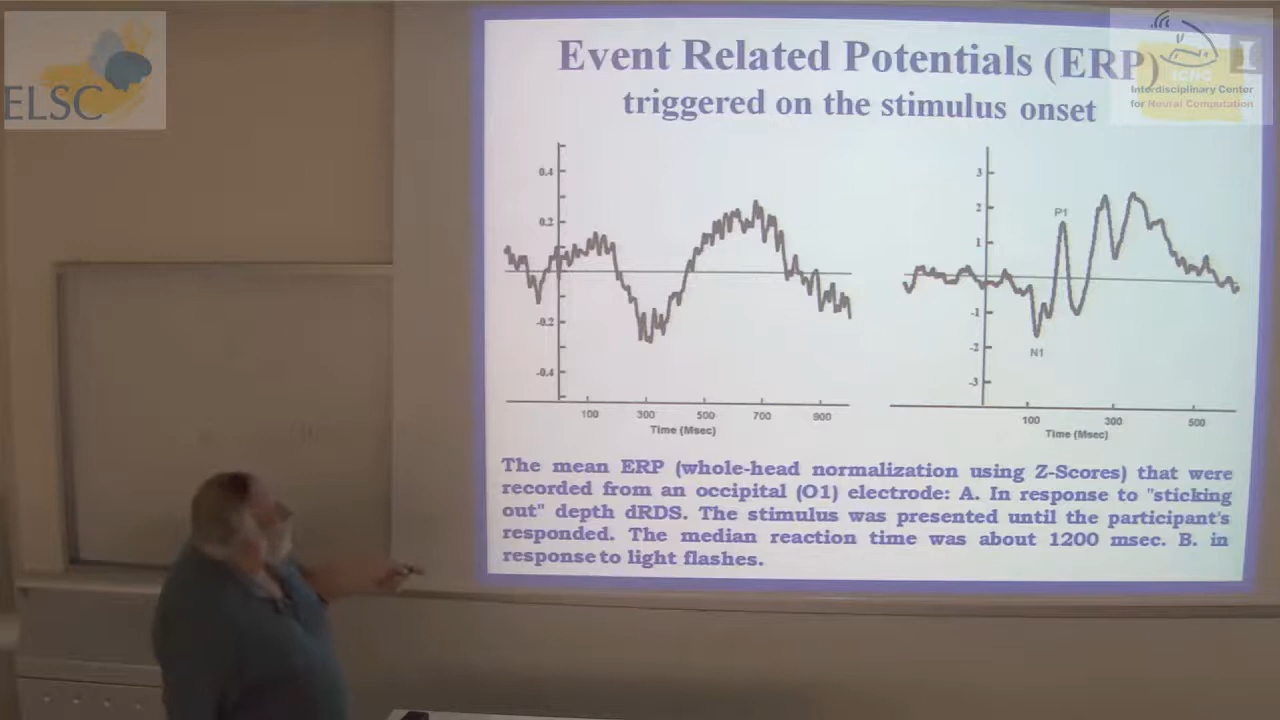 ELSC
Event Related Potentials (ERP)
triggered on the stimulus onset
ICNC
Interdisciplinary Center
for Neural Computation
0.4
0.2
-0.2
-0.4
100 300 500 700 900
Time (Msec)
3
2
1
-1
-2
-3
P1
N1
100 300 500
Time (Msec)
The mean ERP (whole-head normalization using Z-Scores) that were
recorded from an occipital (O1) electrode: A. In response to "sticking
out" depth dRDS. The stimulus was presented until the participant's
responded. The median reaction time was about 1200 msec. B. in
response to light flashes.